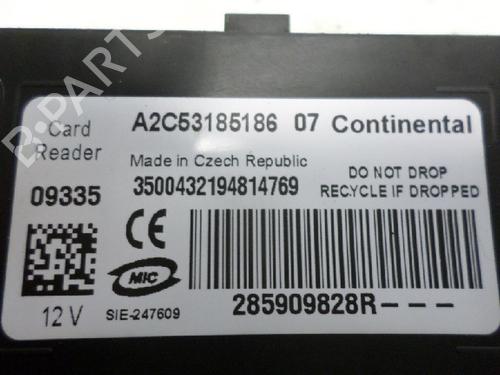 B-PARTS
Card Reader
A2C53185186 07 Continental
Made in Czech Republic
09335
3500432194814769
DO NOT DROP
RECYCLE IF DROPPED
CE
MIC
12 V
SIE-247609
285909828R---